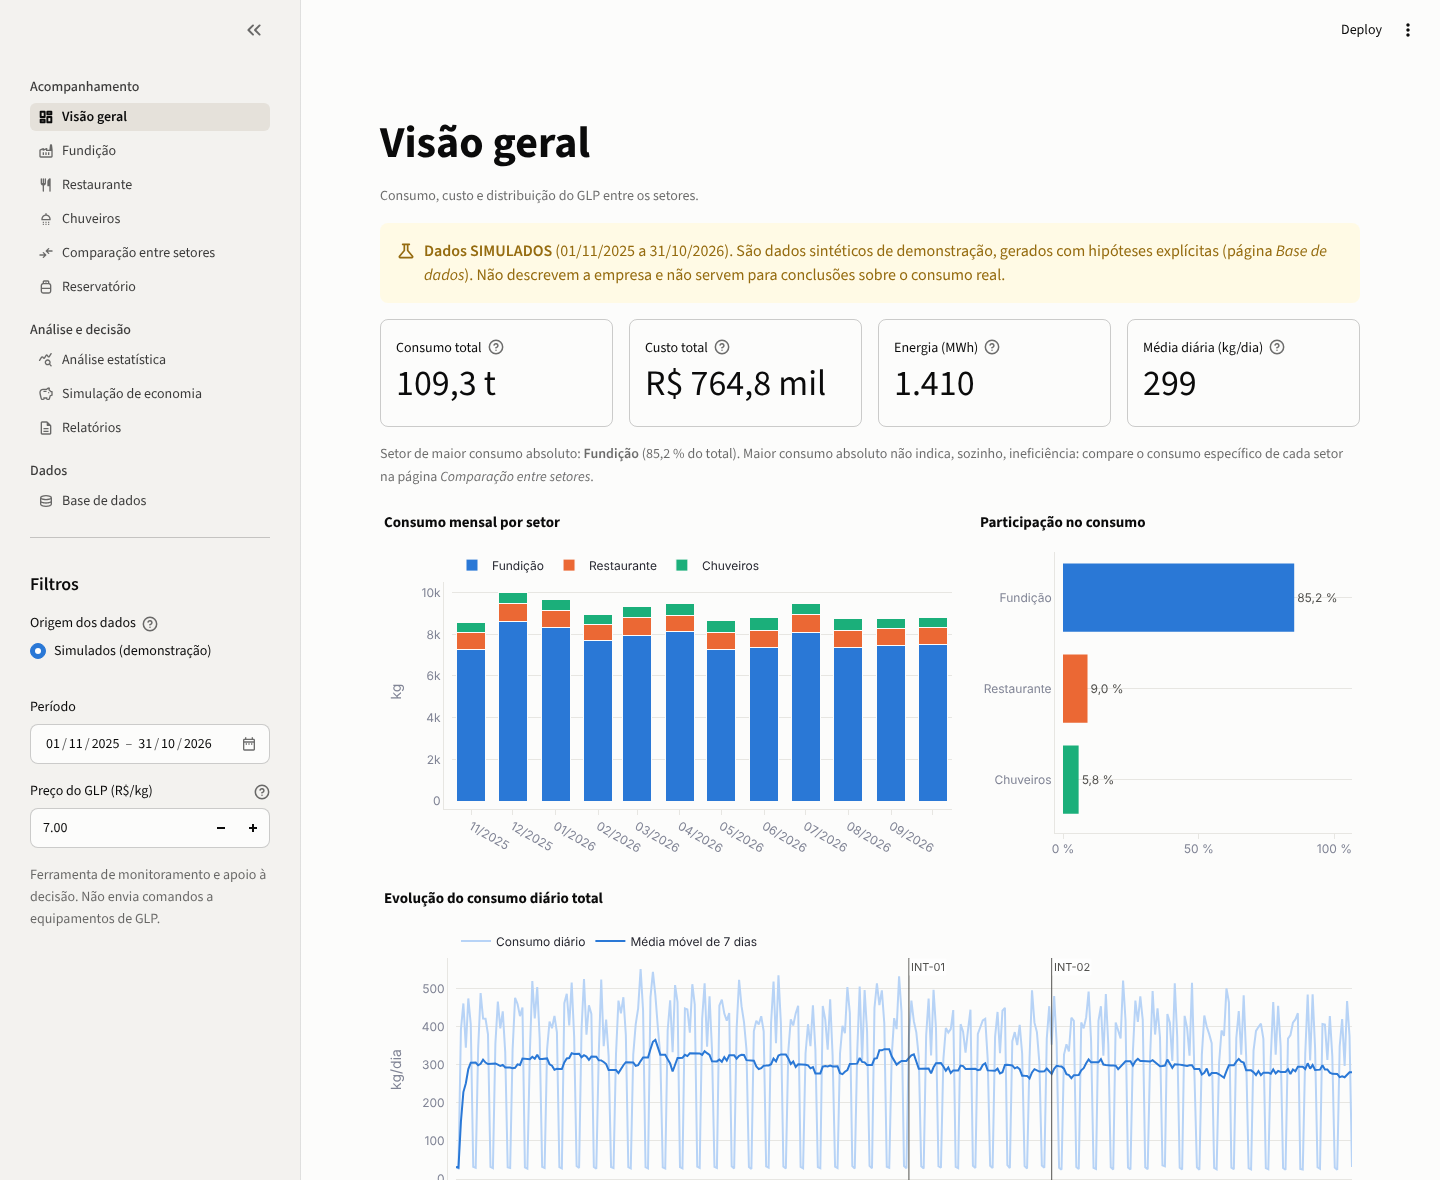 Deploy
Acompanhamento
Visão geral
Fundição
Restaurante
Chuveiros
Comparação entre setores
Reservatório
Análise e decisão
Análise estatística
Simulação de economia
Relatórios
Dados
Base de dados
Filtros
Origem dos dados
Simulados (demonstração)
Período
01/11/2025 – 31/10/2026
Preço do GLP (R$/kg)
7.00
Ferramenta de monitoramento e apoio à
decisão. Não envia comandos a
equipamentos de GLP.
Visão geral
Consumo, custo e distribuição do GLP entre os setores.
Dados SIMULADOS (01/11/2025 a 31/10/2026). São dados sintéticos de demonstração, gerados com hipóteses explícitas (página Base de
dados). Não descrevem a empresa e não servem para conclusões sobre o consumo real.
Consumo total
109,3 t
Custo total
R$ 764,8 mil
Energia (MWh)
1.410
Média diária (kg/dia)
299
Setor de maior consumo absoluto: Fundição (85,2 % do total). Maior consumo absoluto não indica, sozinho, ineficiência: compare o consumo específico de cada setor
na página Comparação entre setores.
Consumo mensal por setor
Fundição Restaurante Chuveiros
10k
8k
6k
4k
2k
0
kg
11/2025 12/2025 01/2026 02/2026 03/2026 04/2026 05/2026 06/2026 07/2026 08/2026 09/2026
Participação no consumo
Fundição 85,2 %
Restaurante 9,0 %
Chuveiros 5,8 %
0 % 50 % 100 %
Evolução do consumo diário total
Consumo diário Média móvel de 7 dias
INT-01 INT-02
500
400
300
200
100
0
kg/dia